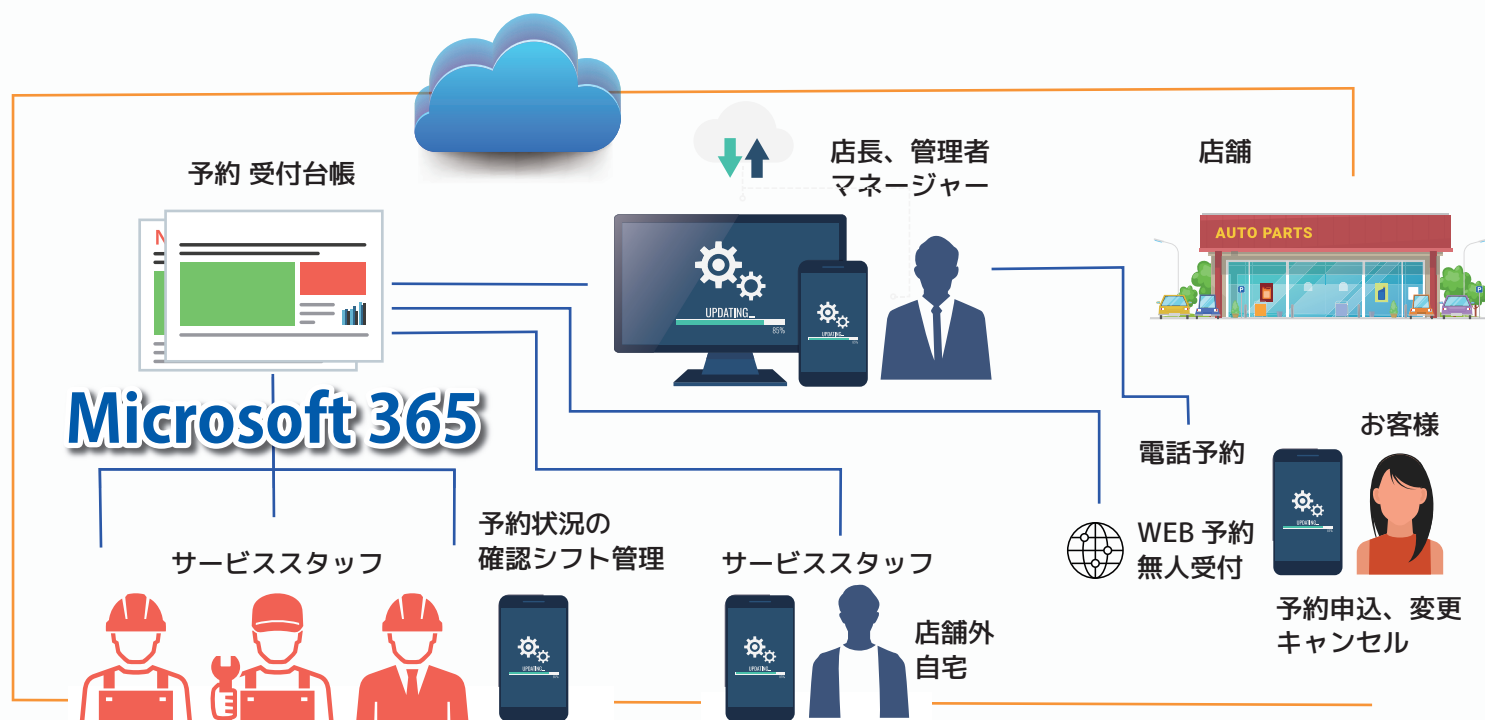 予約 受付台帳
店長、管理者
マネージャー
店舗
AUTO PARTS
N
UPDATING_
85%
UPDATING_
Microsoft 365
お客様
電話予約
UPDATING_
WEB 予約
無人受付
予約申込、変更
キャンセル
サービススタッフ
予約状況の
確認シフト管理
UPDATING_
サービススタッフ
UPDATING_
店舗外
自宅